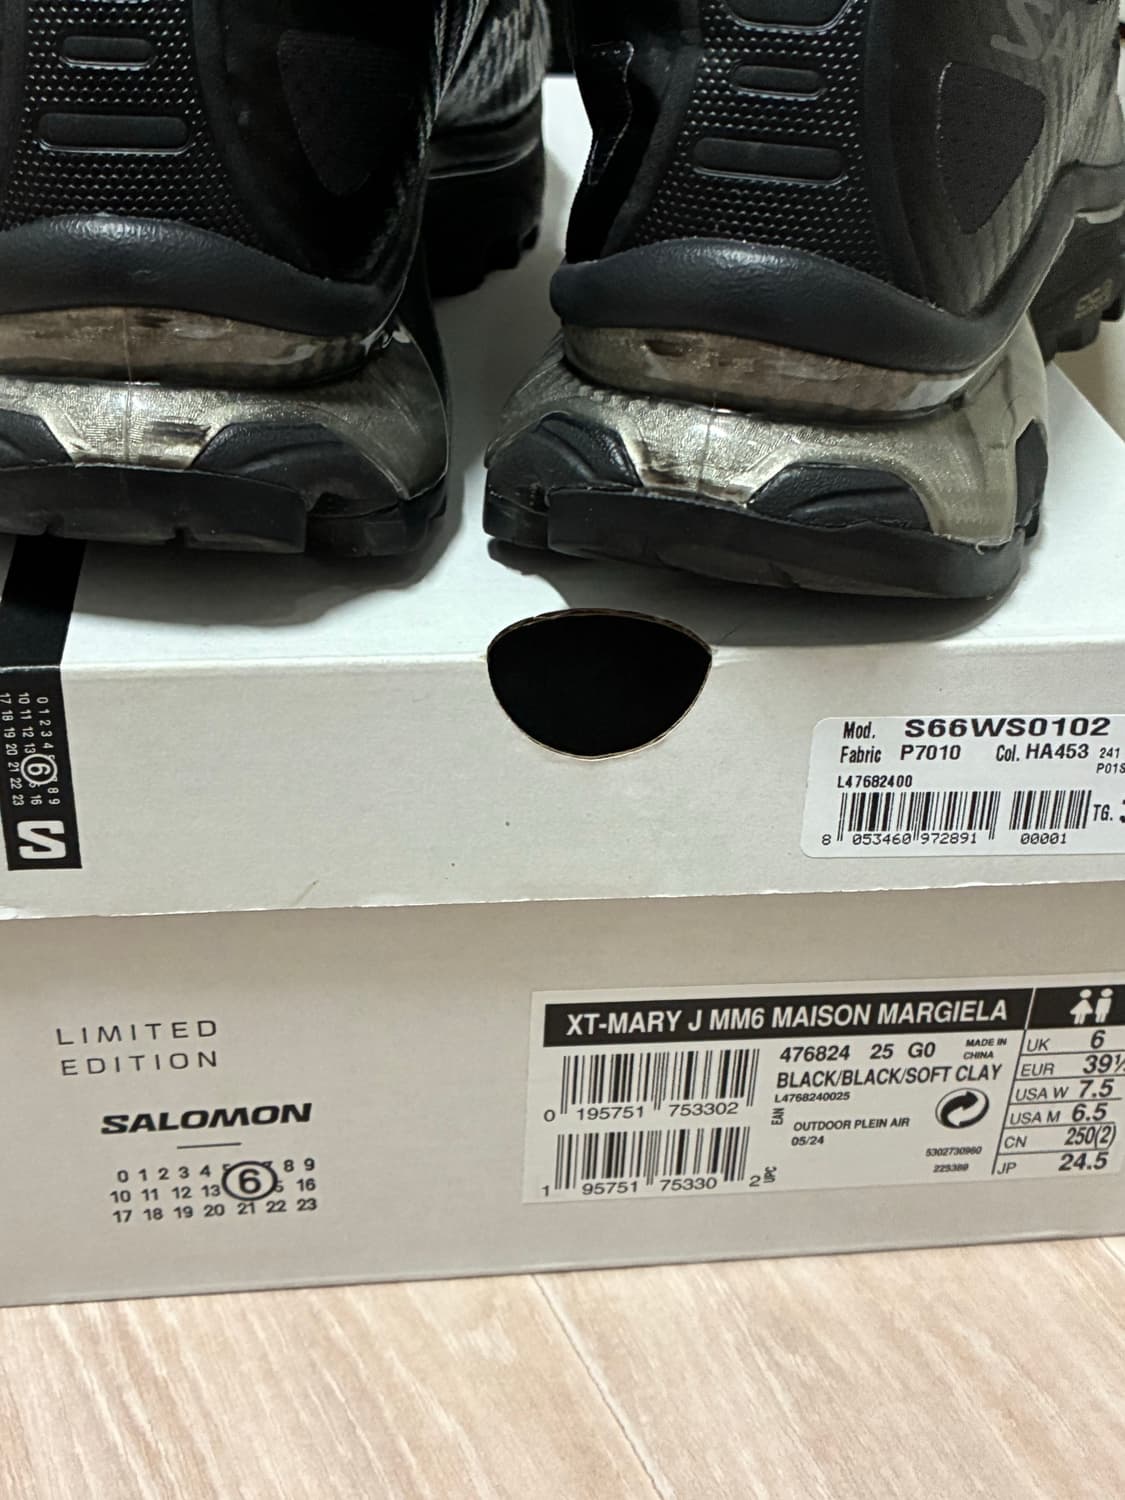 SA
0 1 2 3 4 8 9
10 11 12 13 6 16
17 18 19 20 21 22 23
S
Mod. S66WS0102
Fabric P7010 Col. HA453 241
L47682400
TG.
8 053460 972891 00001
LIMITED
EDITION
SALOMON
0 1 2 3 4 8 9
10 11 12 13 6 16
17 18 19 20 21 22 23
XT-MARY J MM6 MAISON MARGIELA
476824 25 G0 MADE IN CHINA
BLACK/BLACK/SOFT CLAY
L4768240025
0 195751 753302 EAN
OUTDOOR PLEIN AIR
05/24
5302730960
225389
1 95751 75330 2 UPC
UK 6
EUR 39⅓
USA W 7.5
USA M 6.5
CN 250(2)
JP 24.5